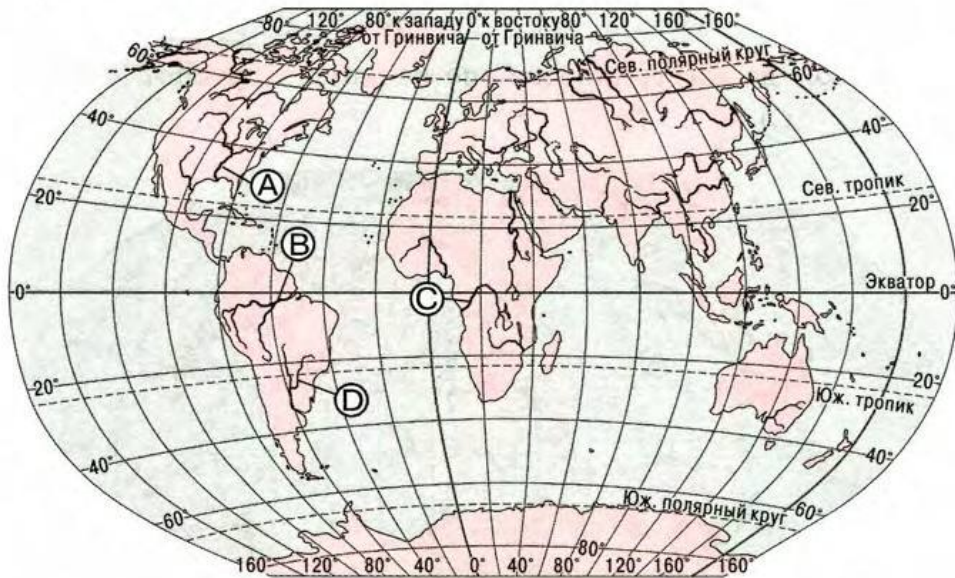 80° 120° 80° к западу 0° к востоку 80° 120° 160° 160°
от Гринвича от Гринвича
60° Сев. полярный круг 60°
40° 40°
A
20° Сев. тропик 20°
B
0° C Экватор 0°
20° D 20°
Юж. тропик
40° 40°
60° Юж. полярный круг 60°
80°
160° 120° 80° 40° 0° 40° 80° 120° 160°